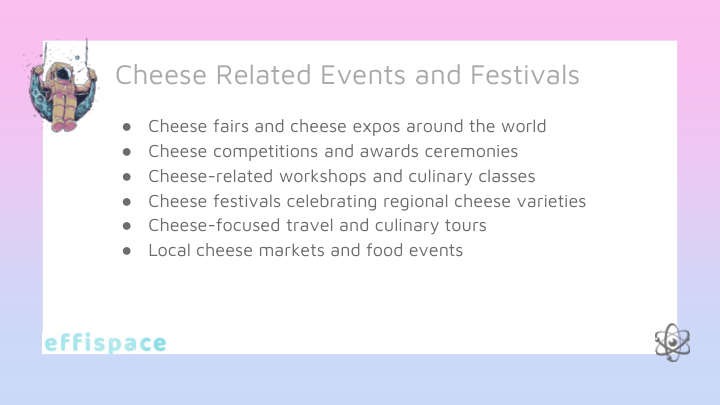 Cheese Related Events and Festivals
● Cheese fairs and cheese expos around the world
● Cheese competitions and awards ceremonies
● Cheese-related workshops and culinary classes
● Cheese festivals celebrating regional cheese varieties
● Cheese-focused travel and culinary tours
● Local cheese markets and food events
effispace